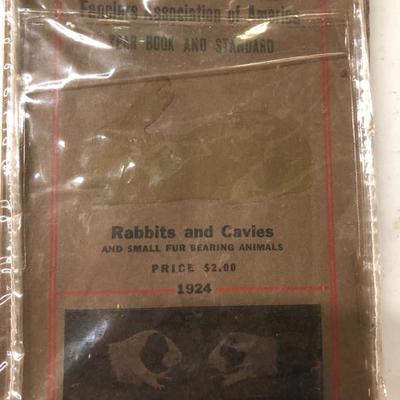 Fanciers Association of America
YEAR BOOK AND STANDARD
Rabbits and Cavies
AND SMALL FUR BEARING ANIMALS
PRICE $2.00
1924